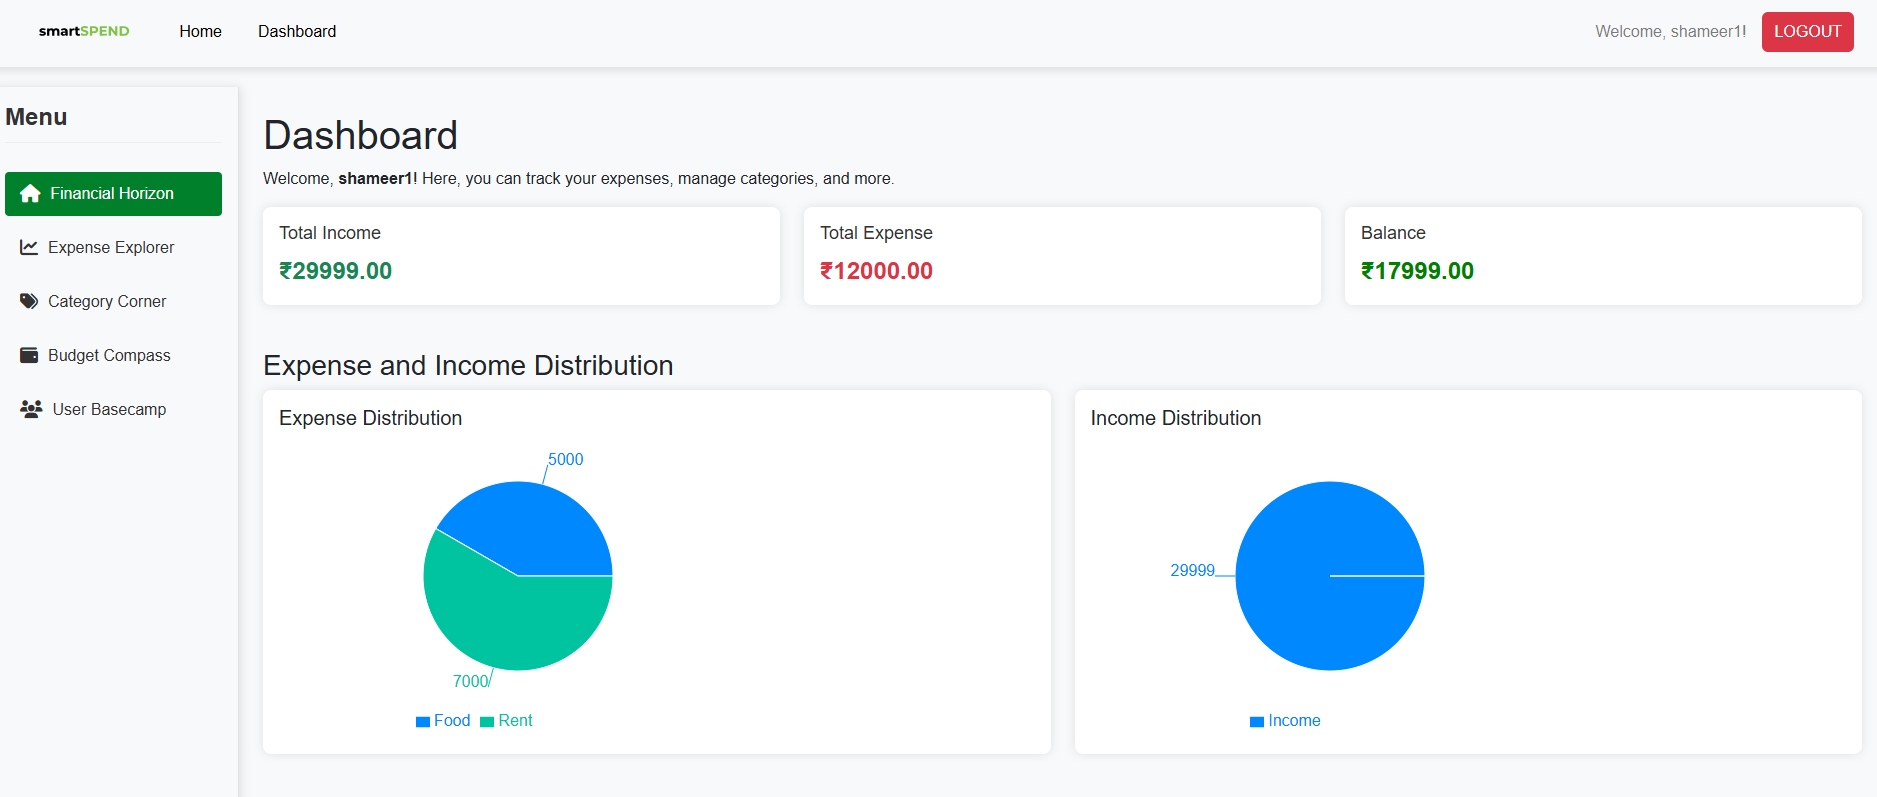 smartSPEND Home Dashboard Welcome, shameer1! LOGOUT
Menu
Financial Horizon
Expense Explorer
Category Corner
Budget Compass
User Basecamp
Dashboard
Welcome, shameer1! Here, you can track your expenses, manage categories, and more.
Total Income
₹29999.00
Total Expense
₹12000.00
Balance
₹17999.00
Expense and Income Distribution
Expense Distribution
5000
7000
Food Rent
Income Distribution
29999
Income